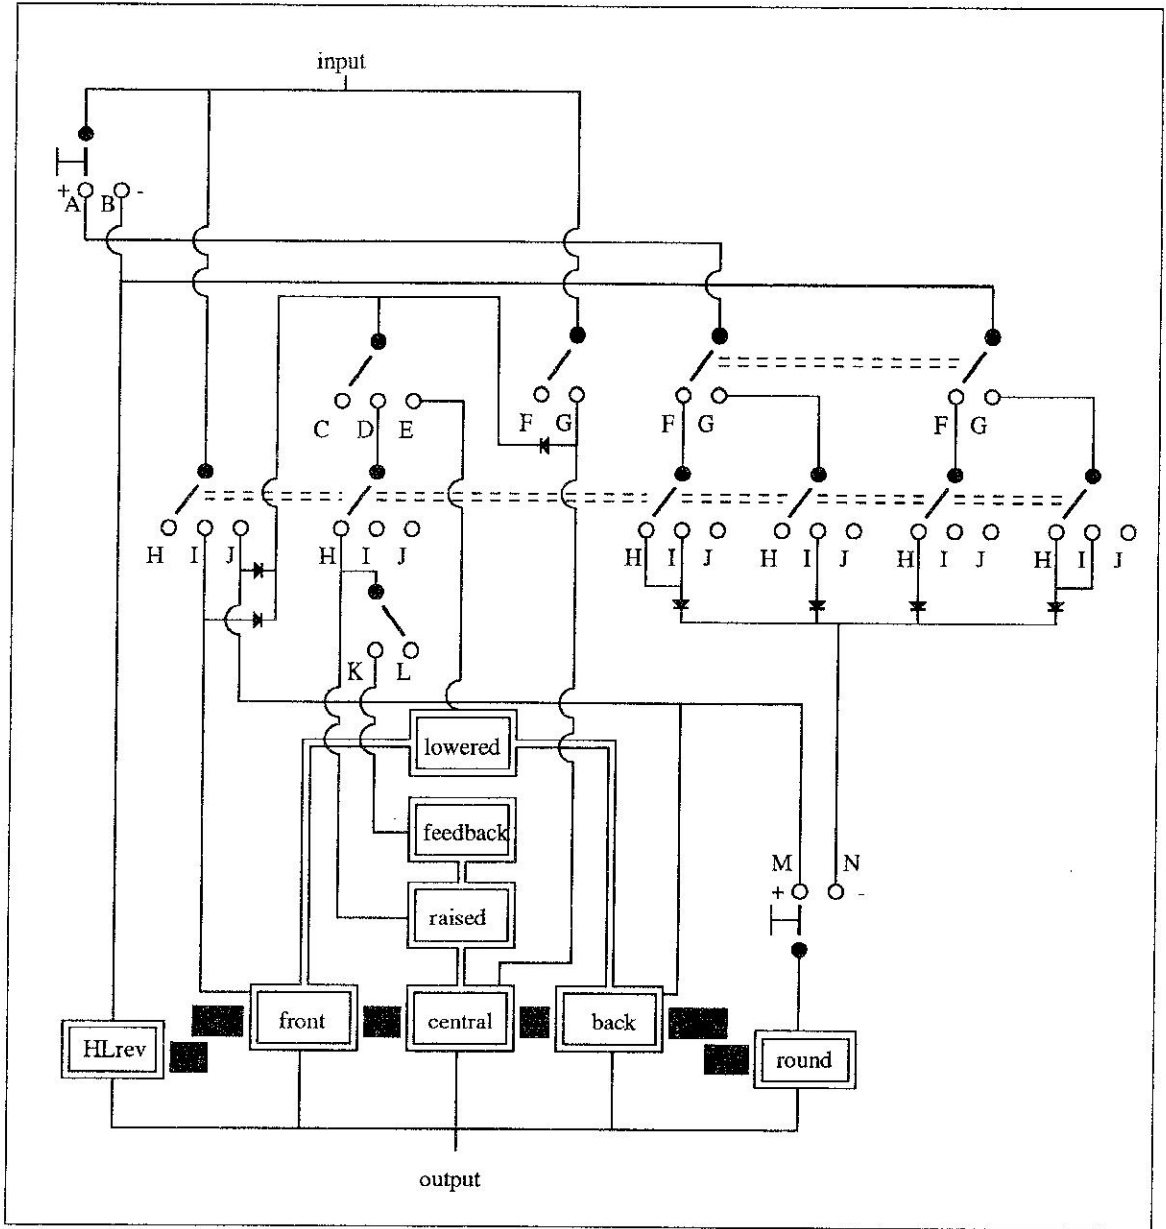 input
+ A B -
C D E
F G
F G
F G
H I J
H I J
H I J
H I J
H I J
H I J
K L
lowered
feedback
M N
+ -
raised
front
central
back
HLrev
round
output